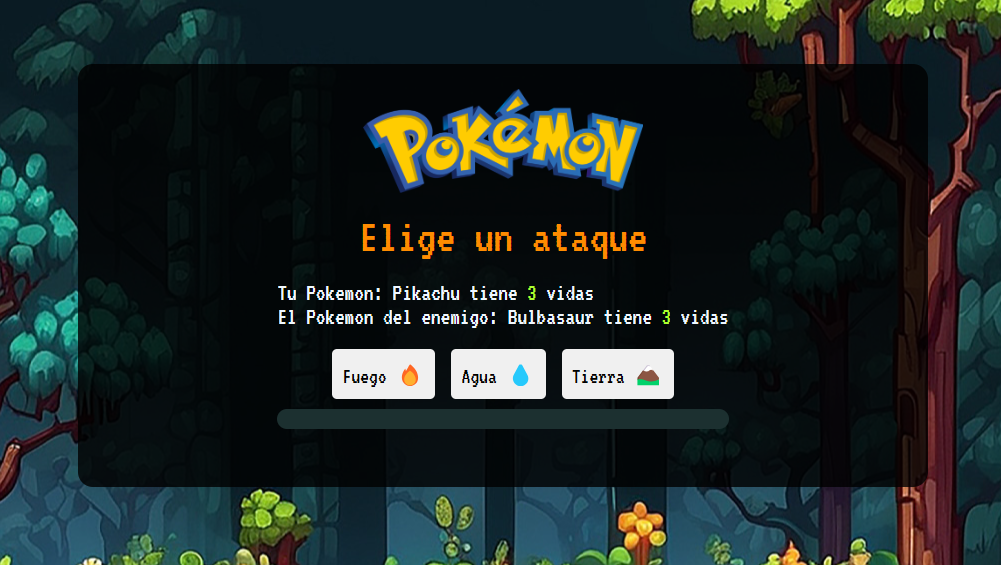 POKéMON
Elige un ataque
Tu Pokemon: Pikachu tiene 3 vidas
El Pokemon del enemigo: Bulbasaur tiene 3 vidas
Fuego
Agua
Tierra